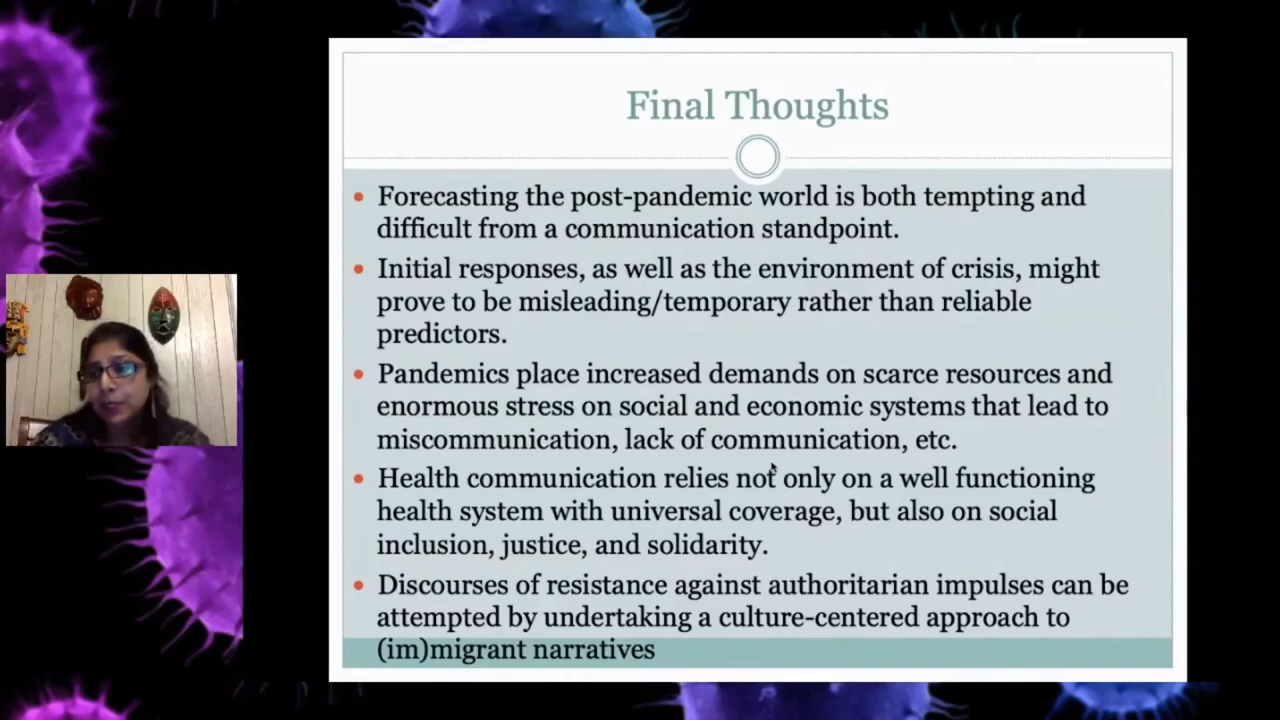 Final Thoughts
• Forecasting the post-pandemic world is both tempting and
difficult from a communication standpoint.
• Initial responses, as well as the environment of crisis, might
prove to be misleading/temporary rather than reliable
predictors.
• Pandemics place increased demands on scarce resources and
enormous stress on social and economic systems that lead to
miscommunication, lack of communication, etc.
• Health communication relies not only on a well functioning
health system with universal coverage, but also on social
inclusion, justice, and solidarity.
• Discourses of resistance against authoritarian impulses can be
attempted by undertaking a culture-centered approach to
(im)migrant narratives